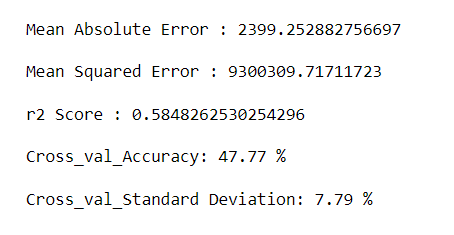 Mean Absolute Error : 2399.252882756697
Mean Squared Error : 9300309.71711723
r2 Score : 0.5848262530254296
Cross_val_Accuracy: 47.77 %
Cross_val_Standard Deviation: 7.79 %